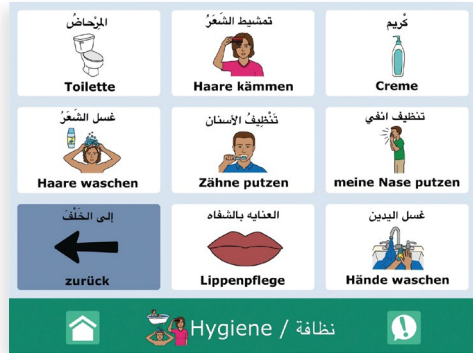 المِرْحاضُ
Toilette
تمشيط الشَعَرُ
Haare kämmen
كْريم
Creme
غسل الشَعَرُ
Haare waschen
تَنْظِيفُ الآسنان
Zähne putzen
تنظيف انفي
meine Nase putzen
إلى الخَلْفَ
zurück
العنايه بالشفاه
Lippenpflege
غسل اليدين
Hände waschen
Hygiene / نظافة